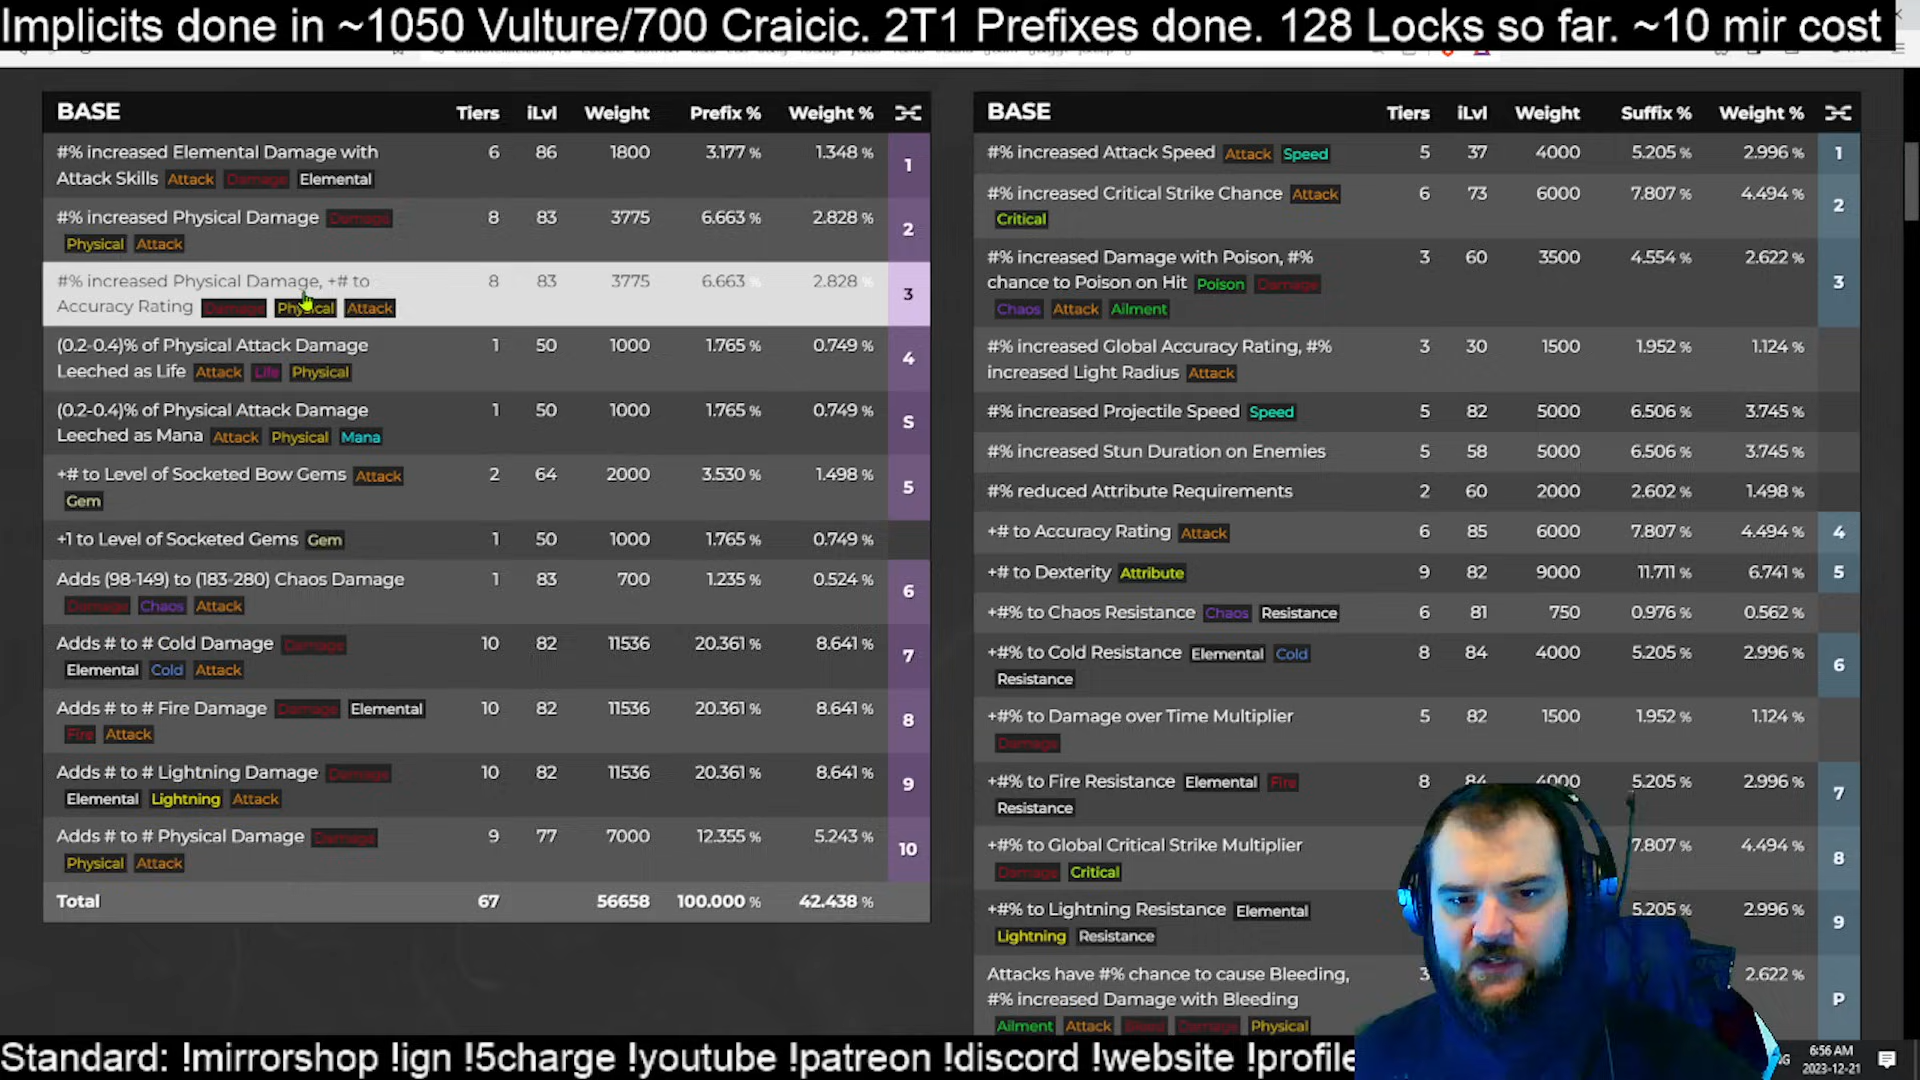 Implicits done in ~1050 Vulture/700 Craicic. 2T1 Prefixes done. 128 Locks so far. ~10 mir cost
BASE Tiers iLvl Weight Prefix % Weight %
#% increased Elemental Damage with 6 86 1800 3.177 % 1.348 % 1
Attack Skills Attack Damage Elemental
#% increased Physical Damage Damage 8 83 3775 6.663 % 2.828 % 2
Physical Attack
#% increased Physical Damage, +# to 8 83 3775 6.663 % 2.828 % 3
Accuracy Rating Damage Physical Attack
(0.2-0.4)% of Physical Attack Damage 1 50 1000 1.765 % 0.749 % 4
Leeched as Life Attack Life Physical
(0.2-0.4)% of Physical Attack Damage 1 50 1000 1.765 % 0.749 % S
Leeched as Mana Attack Physical Mana
+# to Level of Socketed Bow Gems Attack 2 64 2000 3.530 % 1.498 % 5
Gem
+1 to Level of Socketed Gems Gem 1 50 1000 1.765 % 0.749 %
Adds (98-149) to (183-280) Chaos Damage 1 83 700 1.235 % 0.524 % 6
Damage Chaos Attack
Adds # to # Cold Damage Damage 10 82 11536 20.361 % 8.641 % 7
Elemental Cold Attack
Adds # to # Fire Damage Damage Elemental 10 82 11536 20.361 % 8.641 % 8
Fire Attack
Adds # to # Lightning Damage Damage 10 82 11536 20.361 % 8.641 % 9
Elemental Lightning Attack
Adds # to # Physical Damage Damage 9 77 7000 12.355 % 5.243 % 10
Physical Attack
Total 67 56658 100.000 % 42.438 %
BASE Tiers iLvl Weight Suffix % Weight %
#% increased Attack Speed Attack Speed 5 37 4000 5.205 % 2.996 % 1
#% increased Critical Strike Chance Attack 6 73 6000 7.807 % 4.494 % 2
Critical
#% increased Damage with Poison, #% 3 60 3500 4.554 % 2.622 % 3
chance to Poison on Hit Poison Damage
Chaos Attack Ailment
#% increased Global Accuracy Rating, #% 3 30 1500 1.952 % 1.124 %
increased Light Radius Attack
#% increased Projectile Speed Speed 5 82 5000 6.506 % 3.745 %
#% increased Stun Duration on Enemies 5 58 5000 6.506 % 3.745 %
#% reduced Attribute Requirements 2 60 2000 2.602 % 1.498 %
+# to Accuracy Rating Attack 6 85 6000 7.807 % 4.494 % 4
+# to Dexterity Attribute 9 82 9000 11.711 % 6.741 % 5
+#% to Chaos Resistance Chaos Resistance 6 81 750 0.976 % 0.562 %
+#% to Cold Resistance Elemental Cold 8 84 4000 5.205 % 2.996 % 6
Resistance
+#% to Damage over Time Multiplier 5 82 1500 1.952 % 1.124 %
Damage
+#% to Fire Resistance Elemental Fire 8 84 4000 5.205 % 2.996 % 7
Resistance
+#% to Global Critical Strike Multiplier 7.807 % 4.494 % 8
Damage Critical
+#% to Lightning Resistance Elemental 5.205 % 2.996 % 9
Lightning Resistance
Attacks have #% chance to cause Bleeding, 3 2.622 % P
#% increased Damage with Bleeding
Ailment Attack Bleed Damage Physical
Standard: !mirrorshop !ign !5charge !youtube !patreon !discord !website !profile
6:56 AM
2023-12-21